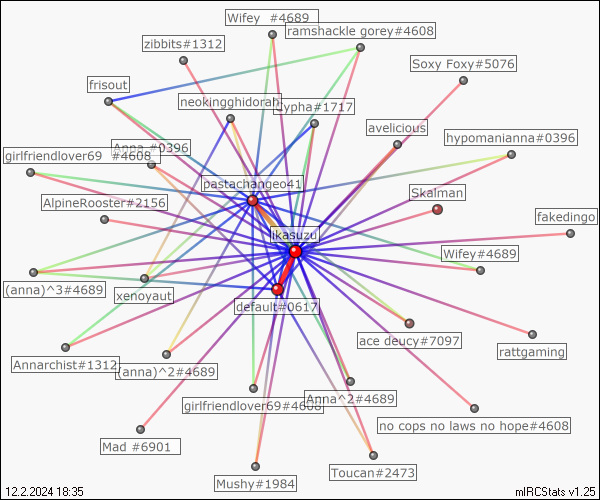 Wifey #4689
ramshackle gorey#4608
zibbits#1312
Soxy Foxy#5076
frisout
neokingghidorah
Cypha#1717
avelicious
hypomanianna#0396
Anna #0396
girlfriendlover69 #4608
pastachangeo41
Skalman
AlpineRooster#2156
fakedingo
ikasuzu
Wifey#4689
(anna)^3#4689
xenoyaut
default#0617
ace deucy#7097
rattgaming
Annarchist#1312
(anna)^2#4689
girlfriendlover69#4608
Anna^2#4689
no cops no laws no hope#4608
Mad #6901
Toucan#2473
Mushy#1984
12.2.2024 18:35
mIRCStats v1.25